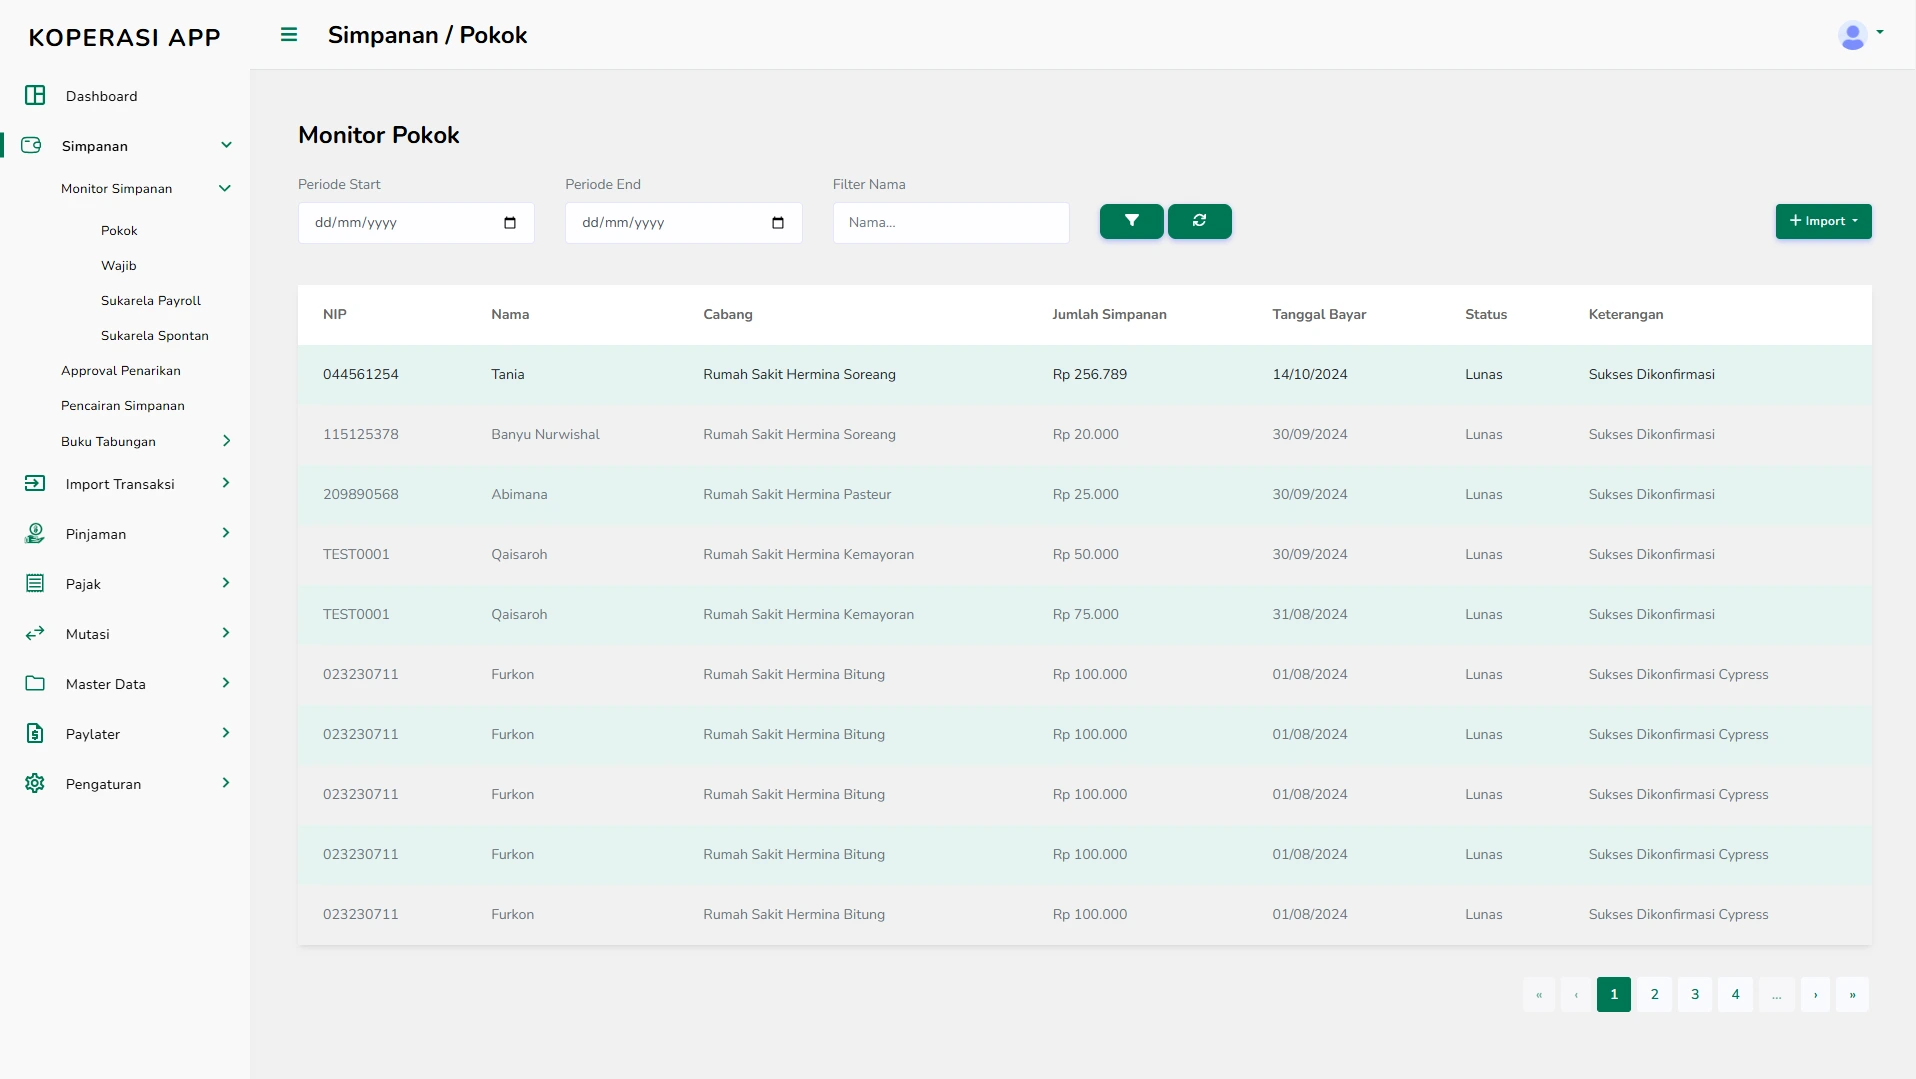 KOPERASI APP
Simpanan / Pokok
Dashboard
Simpanan
Monitor Simpanan
Pokok
Wajib
Sukarela Payroll
Sukarela Spontan
Approval Penarikan
Pencairan Simpanan
Buku Tabungan
Import Transaksi
Pinjaman
Pajak
Mutasi
Master Data
Paylater
Pengaturan
Monitor Pokok
Periode Start Periode End Filter Nama
dd/mm/yyyy dd/mm/yyyy Nama... + Import
NIP Nama Cabang Jumlah Simpanan Tanggal Bayar Status Keterangan
044561254 Tania Rumah Sakit Hermina Soreang Rp 256.789 14/10/2024 Lunas Sukses Dikonfirmasi
115125378 Banyu Nurwishal Rumah Sakit Hermina Soreang Rp 20.000 30/09/2024 Lunas Sukses Dikonfirmasi
209890568 Abimana Rumah Sakit Hermina Pasteur Rp 25.000 30/09/2024 Lunas Sukses Dikonfirmasi
TEST0001 Qaisaroh Rumah Sakit Hermina Kemayoran Rp 50.000 30/09/2024 Lunas Sukses Dikonfirmasi
TEST0001 Qaisaroh Rumah Sakit Hermina Kemayoran Rp 75.000 31/08/2024 Lunas Sukses Dikonfirmasi
023230711 Furkon Rumah Sakit Hermina Bitung Rp 100.000 01/08/2024 Lunas Sukses Dikonfirmasi Cypress
023230711 Furkon Rumah Sakit Hermina Bitung Rp 100.000 01/08/2024 Lunas Sukses Dikonfirmasi Cypress
023230711 Furkon Rumah Sakit Hermina Bitung Rp 100.000 01/08/2024 Lunas Sukses Dikonfirmasi Cypress
023230711 Furkon Rumah Sakit Hermina Bitung Rp 100.000 01/08/2024 Lunas Sukses Dikonfirmasi Cypress
023230711 Furkon Rumah Sakit Hermina Bitung Rp 100.000 01/08/2024 Lunas Sukses Dikonfirmasi Cypress
« ‹ 1 2 3 4 ... › »